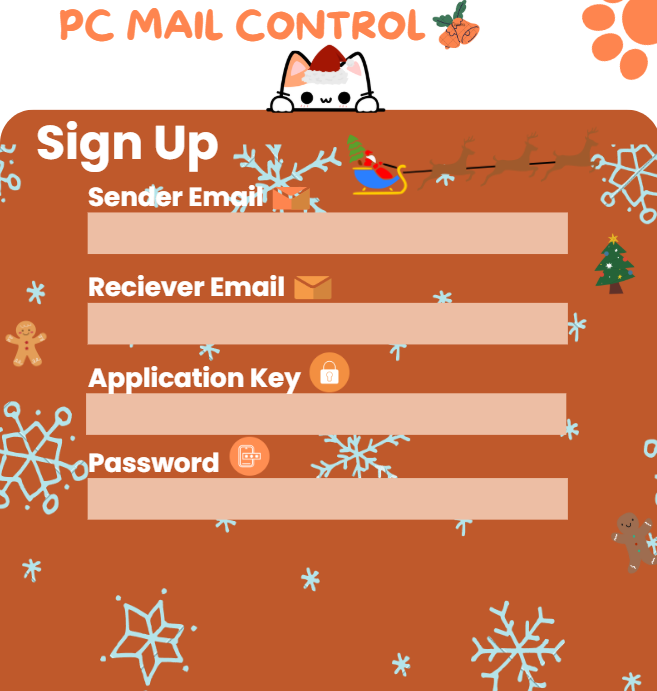 PC MAIL CONTROL
Sign Up
Sender Email
Reciever Email
Application Key
Password